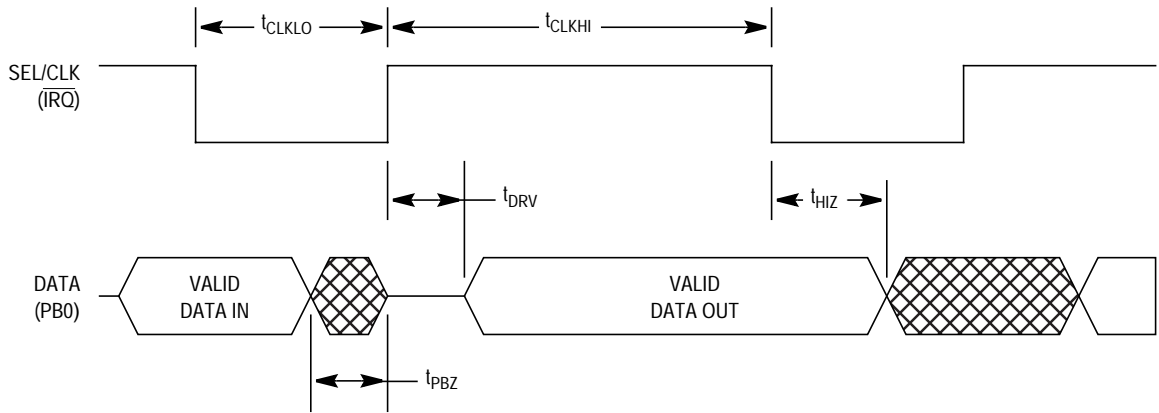 tCLKLO
tCLKHI
SEL/CLK
(IRQ)
tDRV
tHIZ
DATA
(PB0)
VALID
DATA IN
VALID
DATA OUT
tPBZ